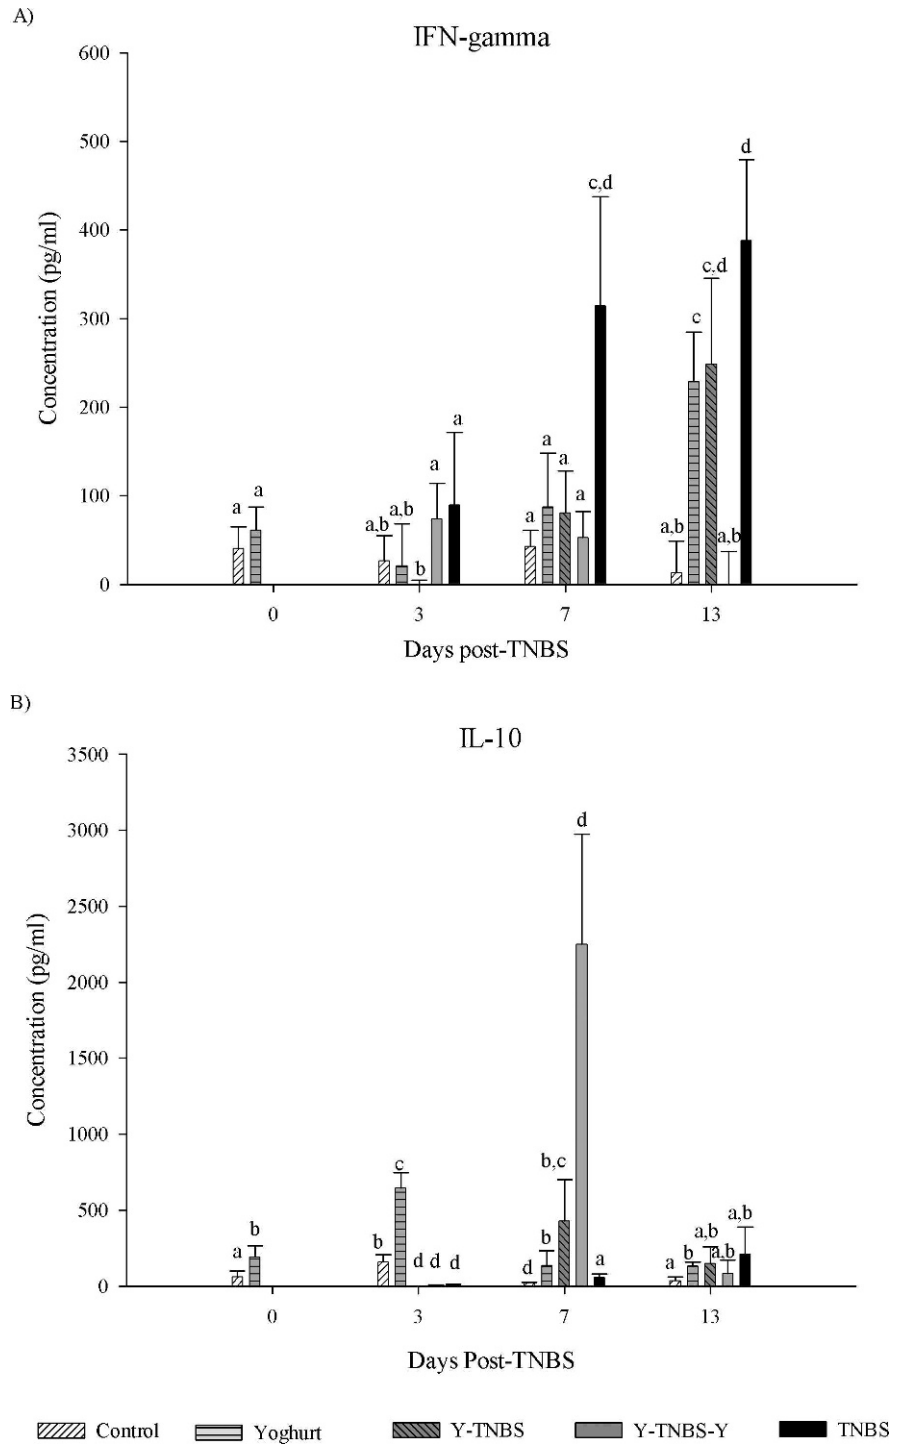 A)
IFN-gamma
600
500
400
300
200
100
0
Concentration (pg/ml)
a a
a,b a,b b a a
a a a a c,d
a,b c c,d a,b d
0 3 7 13
Days post-TNBS
B)
IL-10
3500
3000
2500
2000
1500
1000
500
0
Concentration (pg/ml)
a b
b c d d d
d b b,c d a
a b a,b a,b a,b
0 3 7 13
Days Post-TNBS
Control Yoghurt Y-TNBS Y-TNBS-Y TNBS